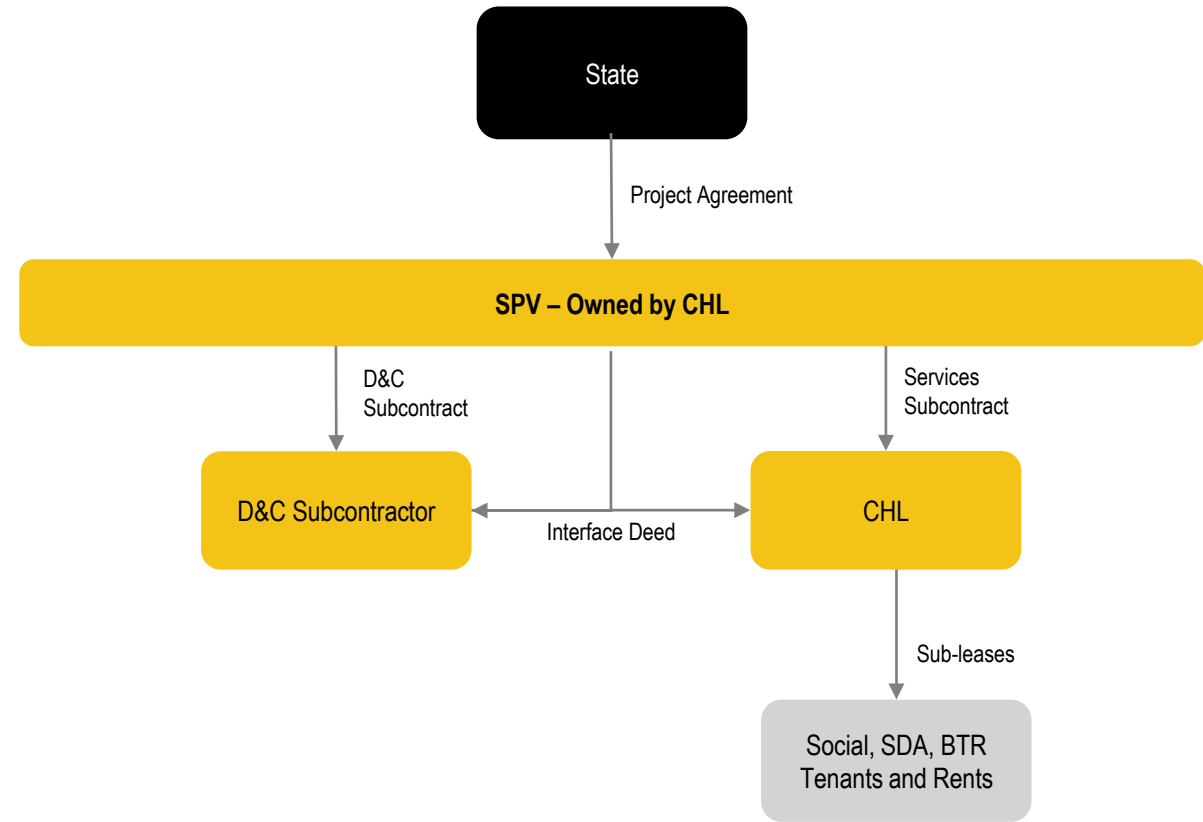 State
Project Agreement
SPV – Owned by CHL
D&C
Subcontract
Services
Subcontract
D&C Subcontractor
Interface Deed
CHL
Sub-leases
Social, SDA, BTR
Tenants and Rents